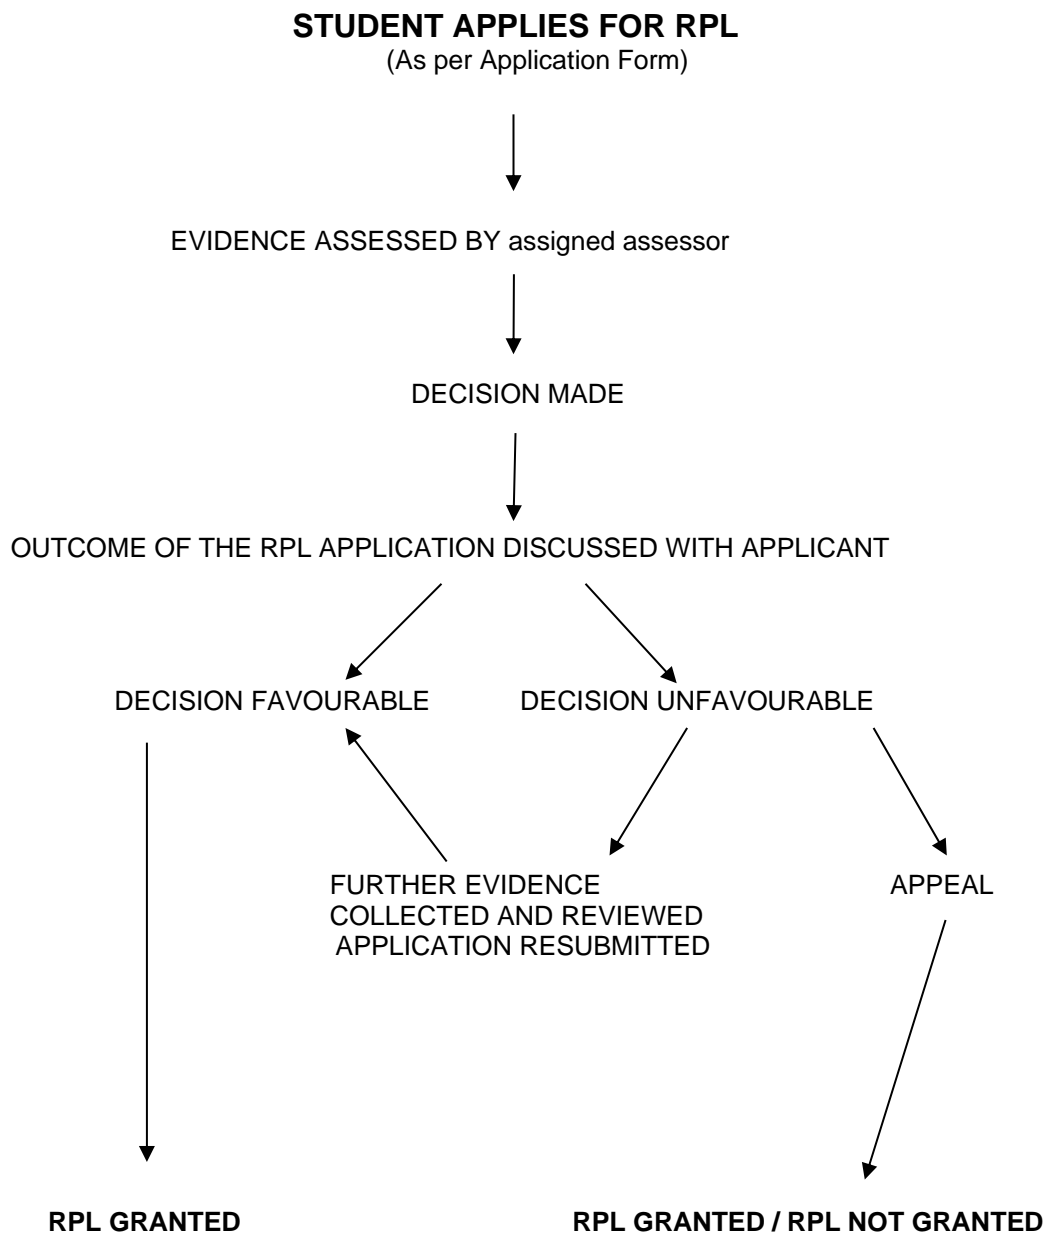 STUDENT APPLIES FOR RPL
(As per Application Form)
EVIDENCE ASSESSED BY assigned assessor
DECISION MADE
OUTCOME OF THE RPL APPLICATION DISCUSSED WITH APPLICANT
DECISION FAVOURABLE
DECISION UNFAVOURABLE
FURTHER EVIDENCE
COLLECTED AND REVIEWED
APPLICATION RESUBMITTED
APPEAL
RPL GRANTED
RPL GRANTED / RPL NOT GRANTED